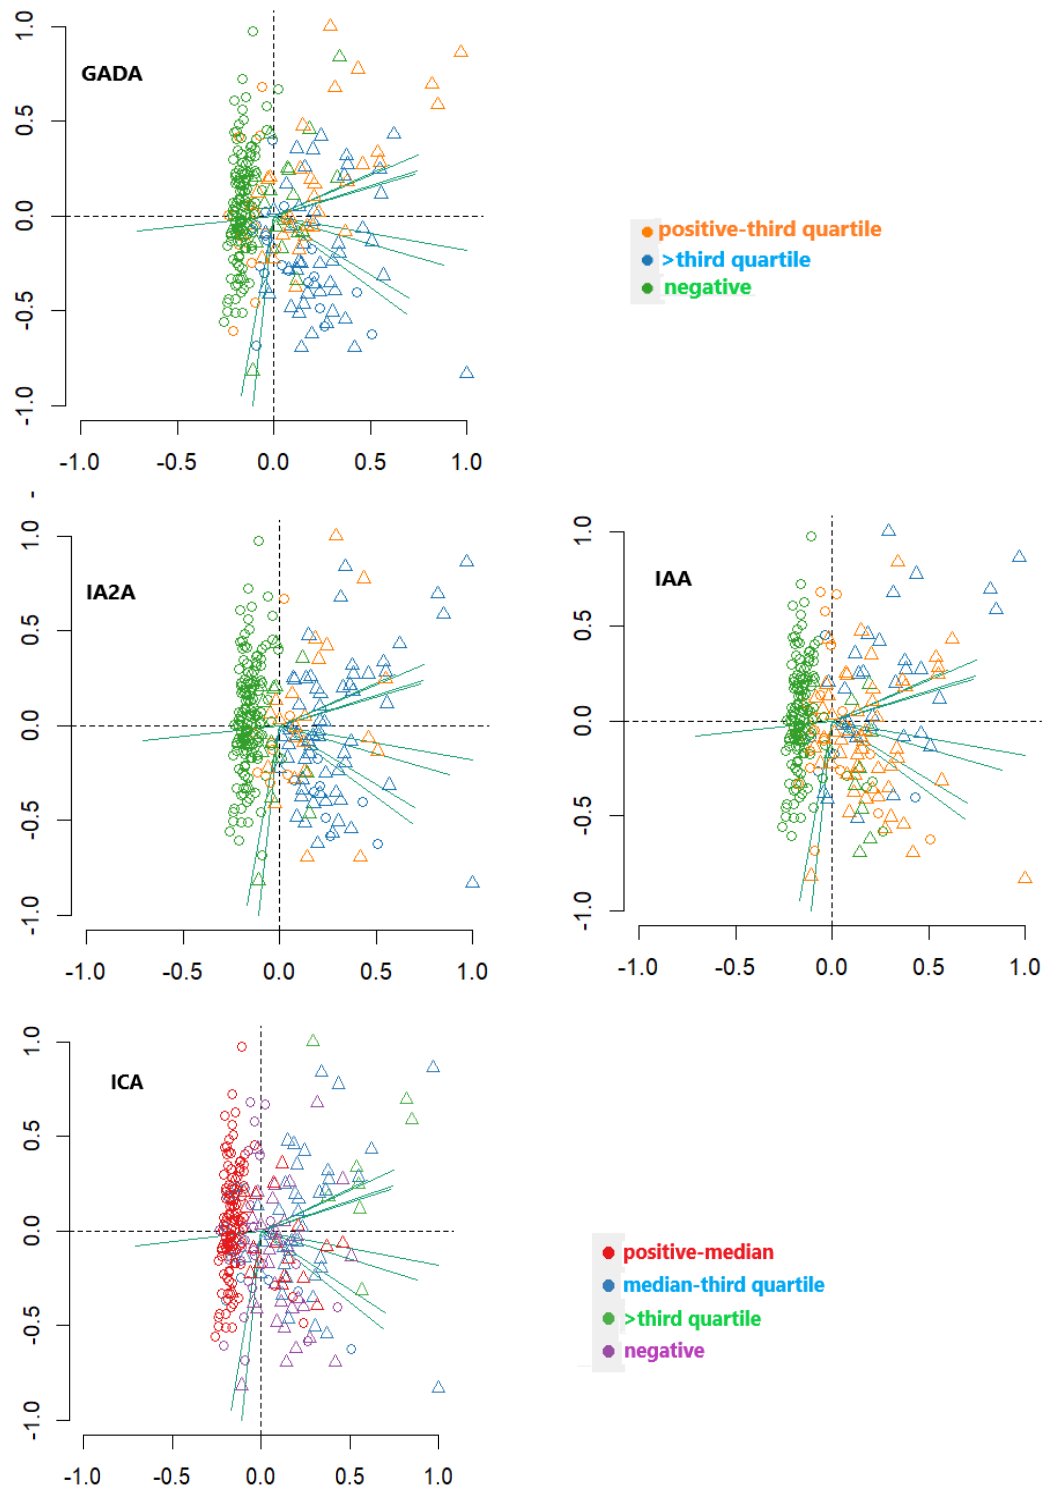 GADA
1.0
0.5
0.0
-0.5
-1.0
-1.0 -0.5 0.0 0.5 1.0
positive-third quartile
>third quartile
negative
-
IA2A
1.0
0.5
0.0
-0.5
-1.0
-1.0 -0.5 0.0 0.5 1.0
IAA
1.0
0.5
0.0
-0.5
-1.0
-1.0 -0.5 0.0 0.5 1.0
ICA
1.0
0.5
0.0
-0.5
-1.0
-1.0 -0.5 0.0 0.5 1.0
positive-median
median-third quartile
>third quartile
negative